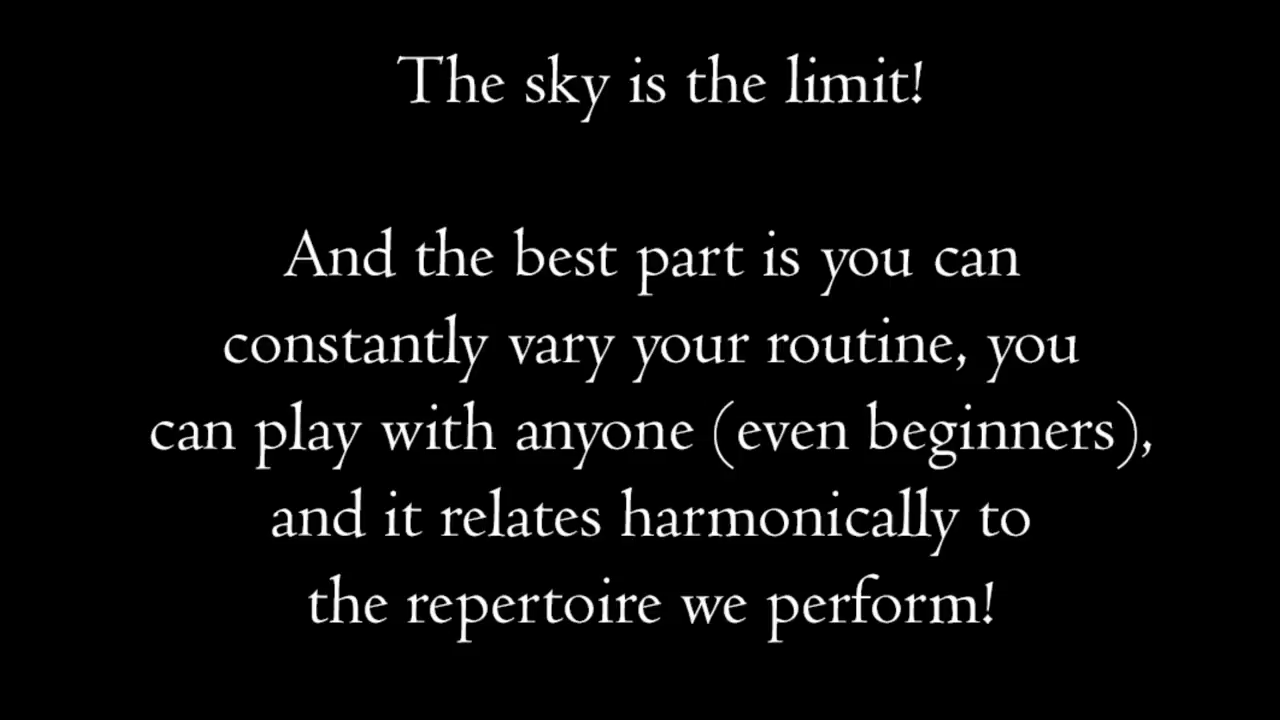 The sky is the limit!
And the best part is you can
constantly vary your routine, you
can play with anyone (even beginners),
and it relates harmonically to
the repertoire we perform!